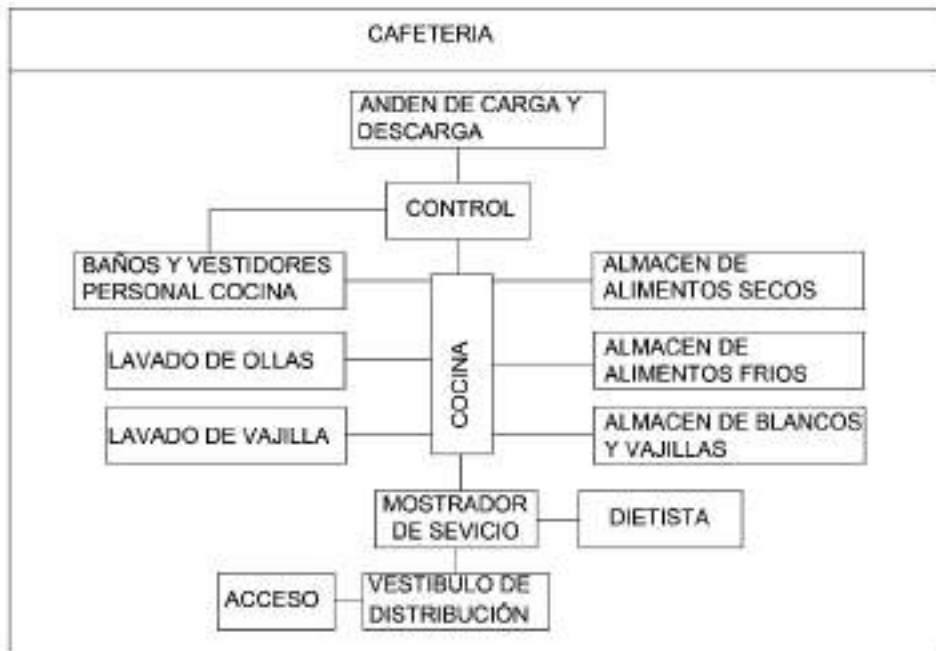 CAFETERIA
ANDEN DE CARGA Y
DESCARGA
CONTROL
BAÑOS Y VESTIDORES
PERSONAL COCINA
ALMACEN DE
ALIMENTOS SECOS
LAVADO DE OLLAS
COCINA
ALMACEN DE
ALIMENTOS FRIOS
LAVADO DE VAJILLA
ALMACEN DE BLANCOS
Y VAJILLAS
MOSTRADOR
DE SEVICIO
DIETISTA
ACCESO
VESTIBULO DE
DISTRIBUCIÓN